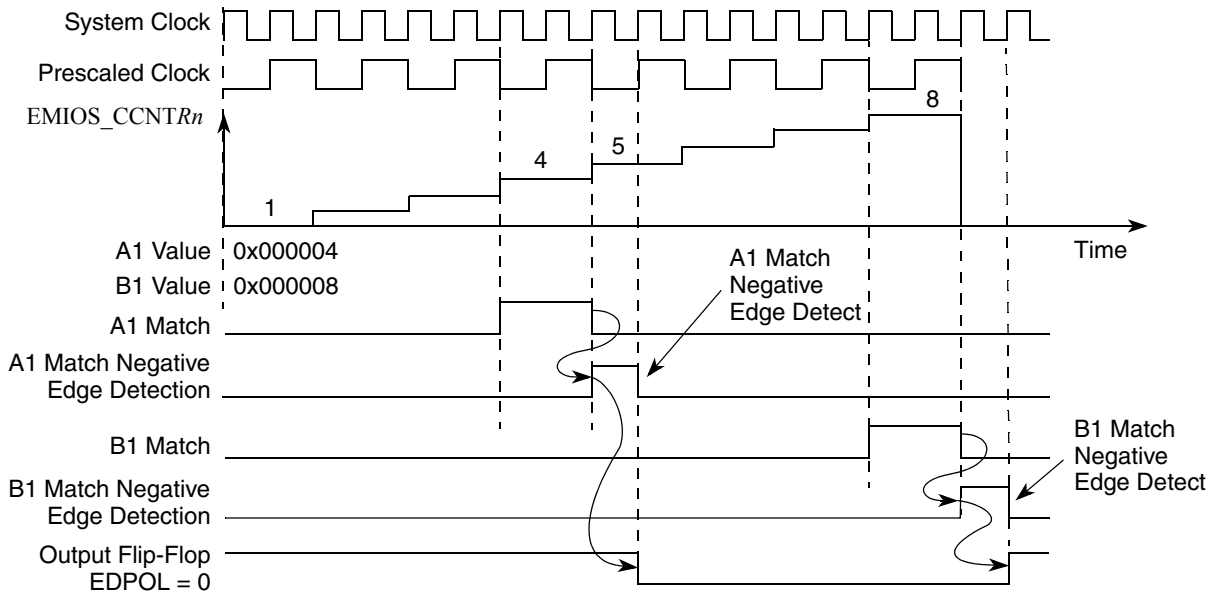 System Clock
Prescaled Clock
EMIOS_CCNTRn
8
4
5
1
Time
A1 Value 0x000004
B1 Value 0x000008
A1 Match
Negative
Edge Detect
A1 Match
A1 Match Negative
Edge Detection
B1 Match
B1 Match
Negative
Edge Detect
B1 Match Negative
Edge Detection
Output Flip-Flop
EDPOL = 0